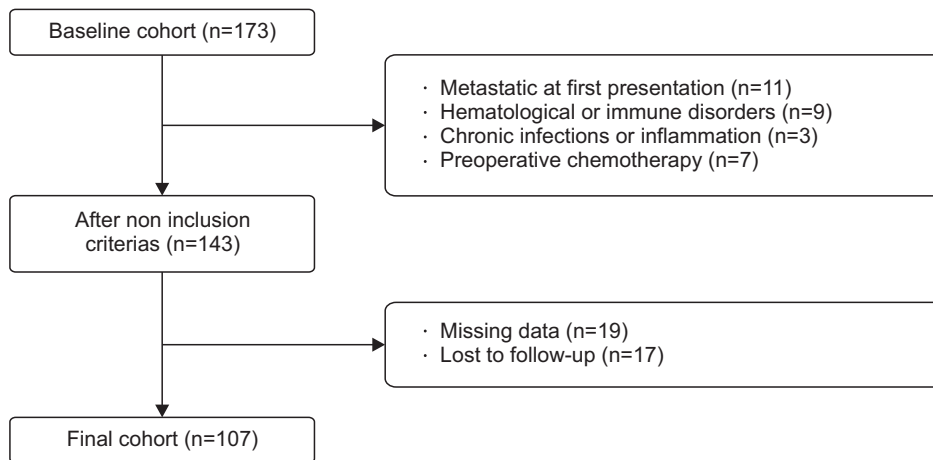 Baseline cohort (n=173)
· Metastatic at first presentation (n=11)
· Hematological or immune disorders (n=9)
· Chronic infections or inflammation (n=3)
· Preoperative chemotherapy (n=7)
After non inclusion
criterias (n=143)
· Missing data (n=19)
· Lost to follow-up (n=17)
Final cohort (n=107)